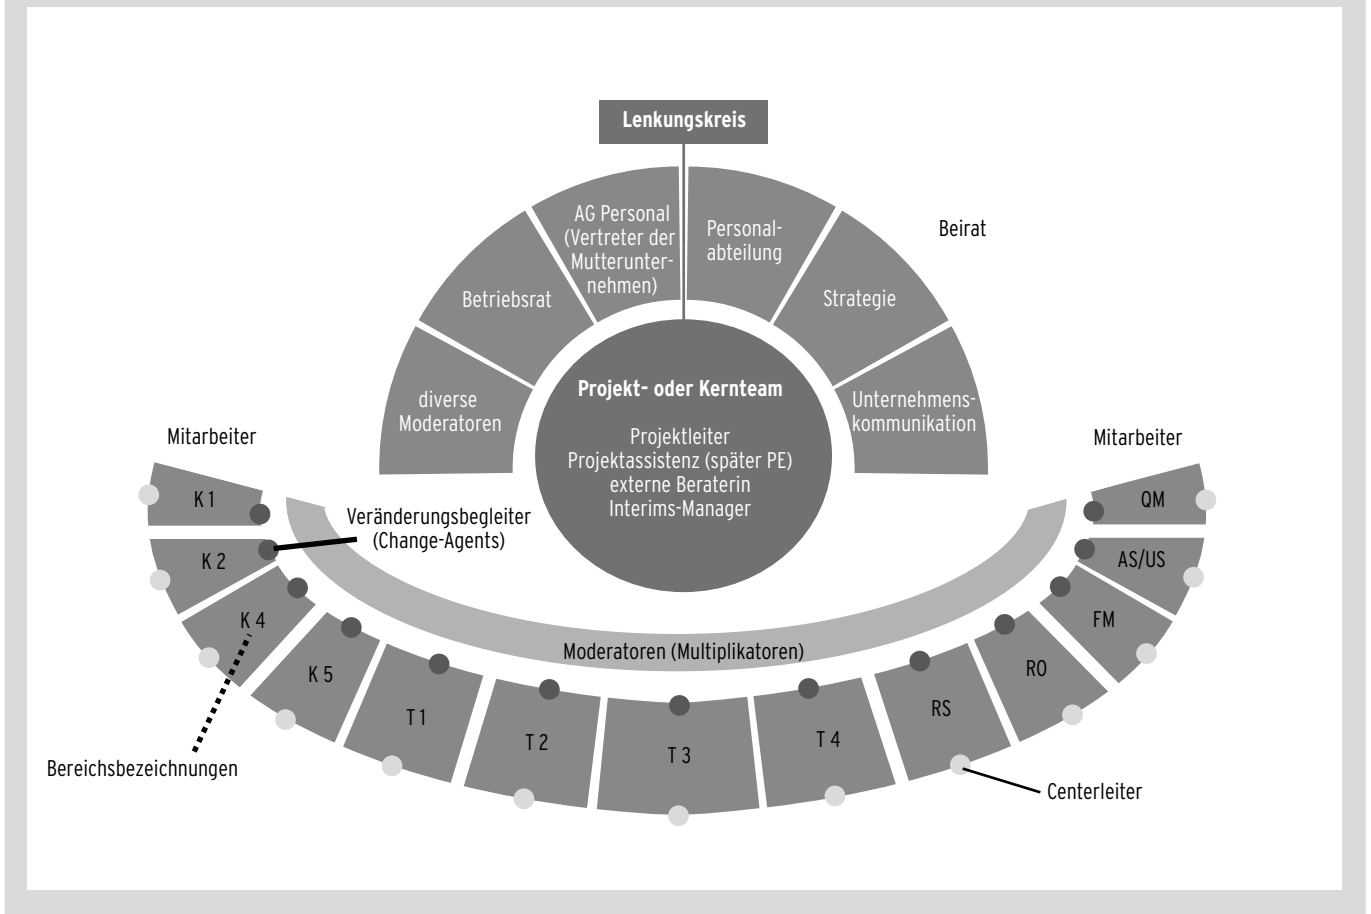 Lenkungskreis
AG Personal
(Vertreter der
Mutterunter-
nehmen)
Personal-
abteilung
Beirat
Betriebsrat
Strategie
diverse
Moderatoren
Unternehmens-
kommunikation
Projekt- oder Kernteam
Projektleiter
Projektassistenz (später PE)
externe Beraterin
Interims-Manager
Mitarbeiter
Mitarbeiter
Veränderungsbegleiter
(Change-Agents)
K 1
K 2
K 4
K 5
T 1
T 2
T 3
T 4
RS
RO
FM
AS/US
QM
Moderatoren (Multiplikatoren)
Bereichsbezeichnungen
Centerleiter